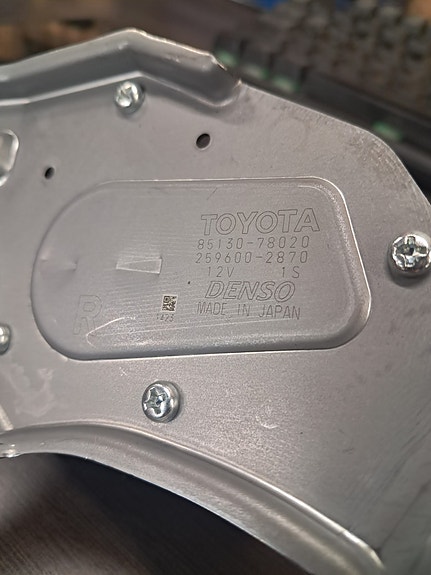 TOYOTA
85130-78020
259600-2870
12V 1S
DENSO
MADE IN JAPAN
R